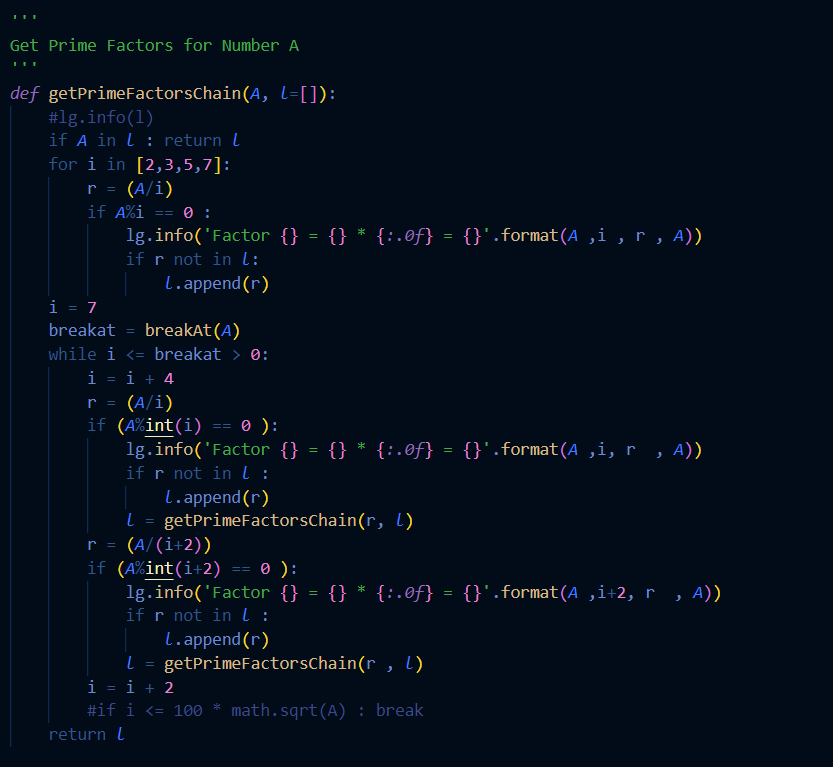 '''
Get Prime Factors for Number A
'''
def getPrimeFactorsChain(A, l=[]):
    #lg.info(l)
    if A in l : return l
    for i in [2,3,5,7]:
        r = (A/i)
        if A%i == 0 :
            lg.info('Factor {} = {} * {:.0f} = {}'.format(A ,i , r , A))
            if r not in l:
                l.append(r)
    i = 7
    breakat = breakAt(A)
    while i <= breakat > 0:
        i = i + 4
        r = (A/i)
        if (A%int(i) == 0 ):
            lg.info('Factor {} = {} * {:.0f} = {}'.format(A ,i, r  , A))
            if r not in l :
                l.append(r)
            l = getPrimeFactorsChain(r, l)
        r = (A/(i+2))
        if (A%int(i+2) == 0 ):
            lg.info('Factor {} = {} * {:.0f} = {}'.format(A ,i+2, r  , A))
            if r not in l :
                l.append(r)
            l = getPrimeFactorsChain(r , l)
        i = i + 2
        #if i <= 100 * math.sqrt(A) : break
    return l